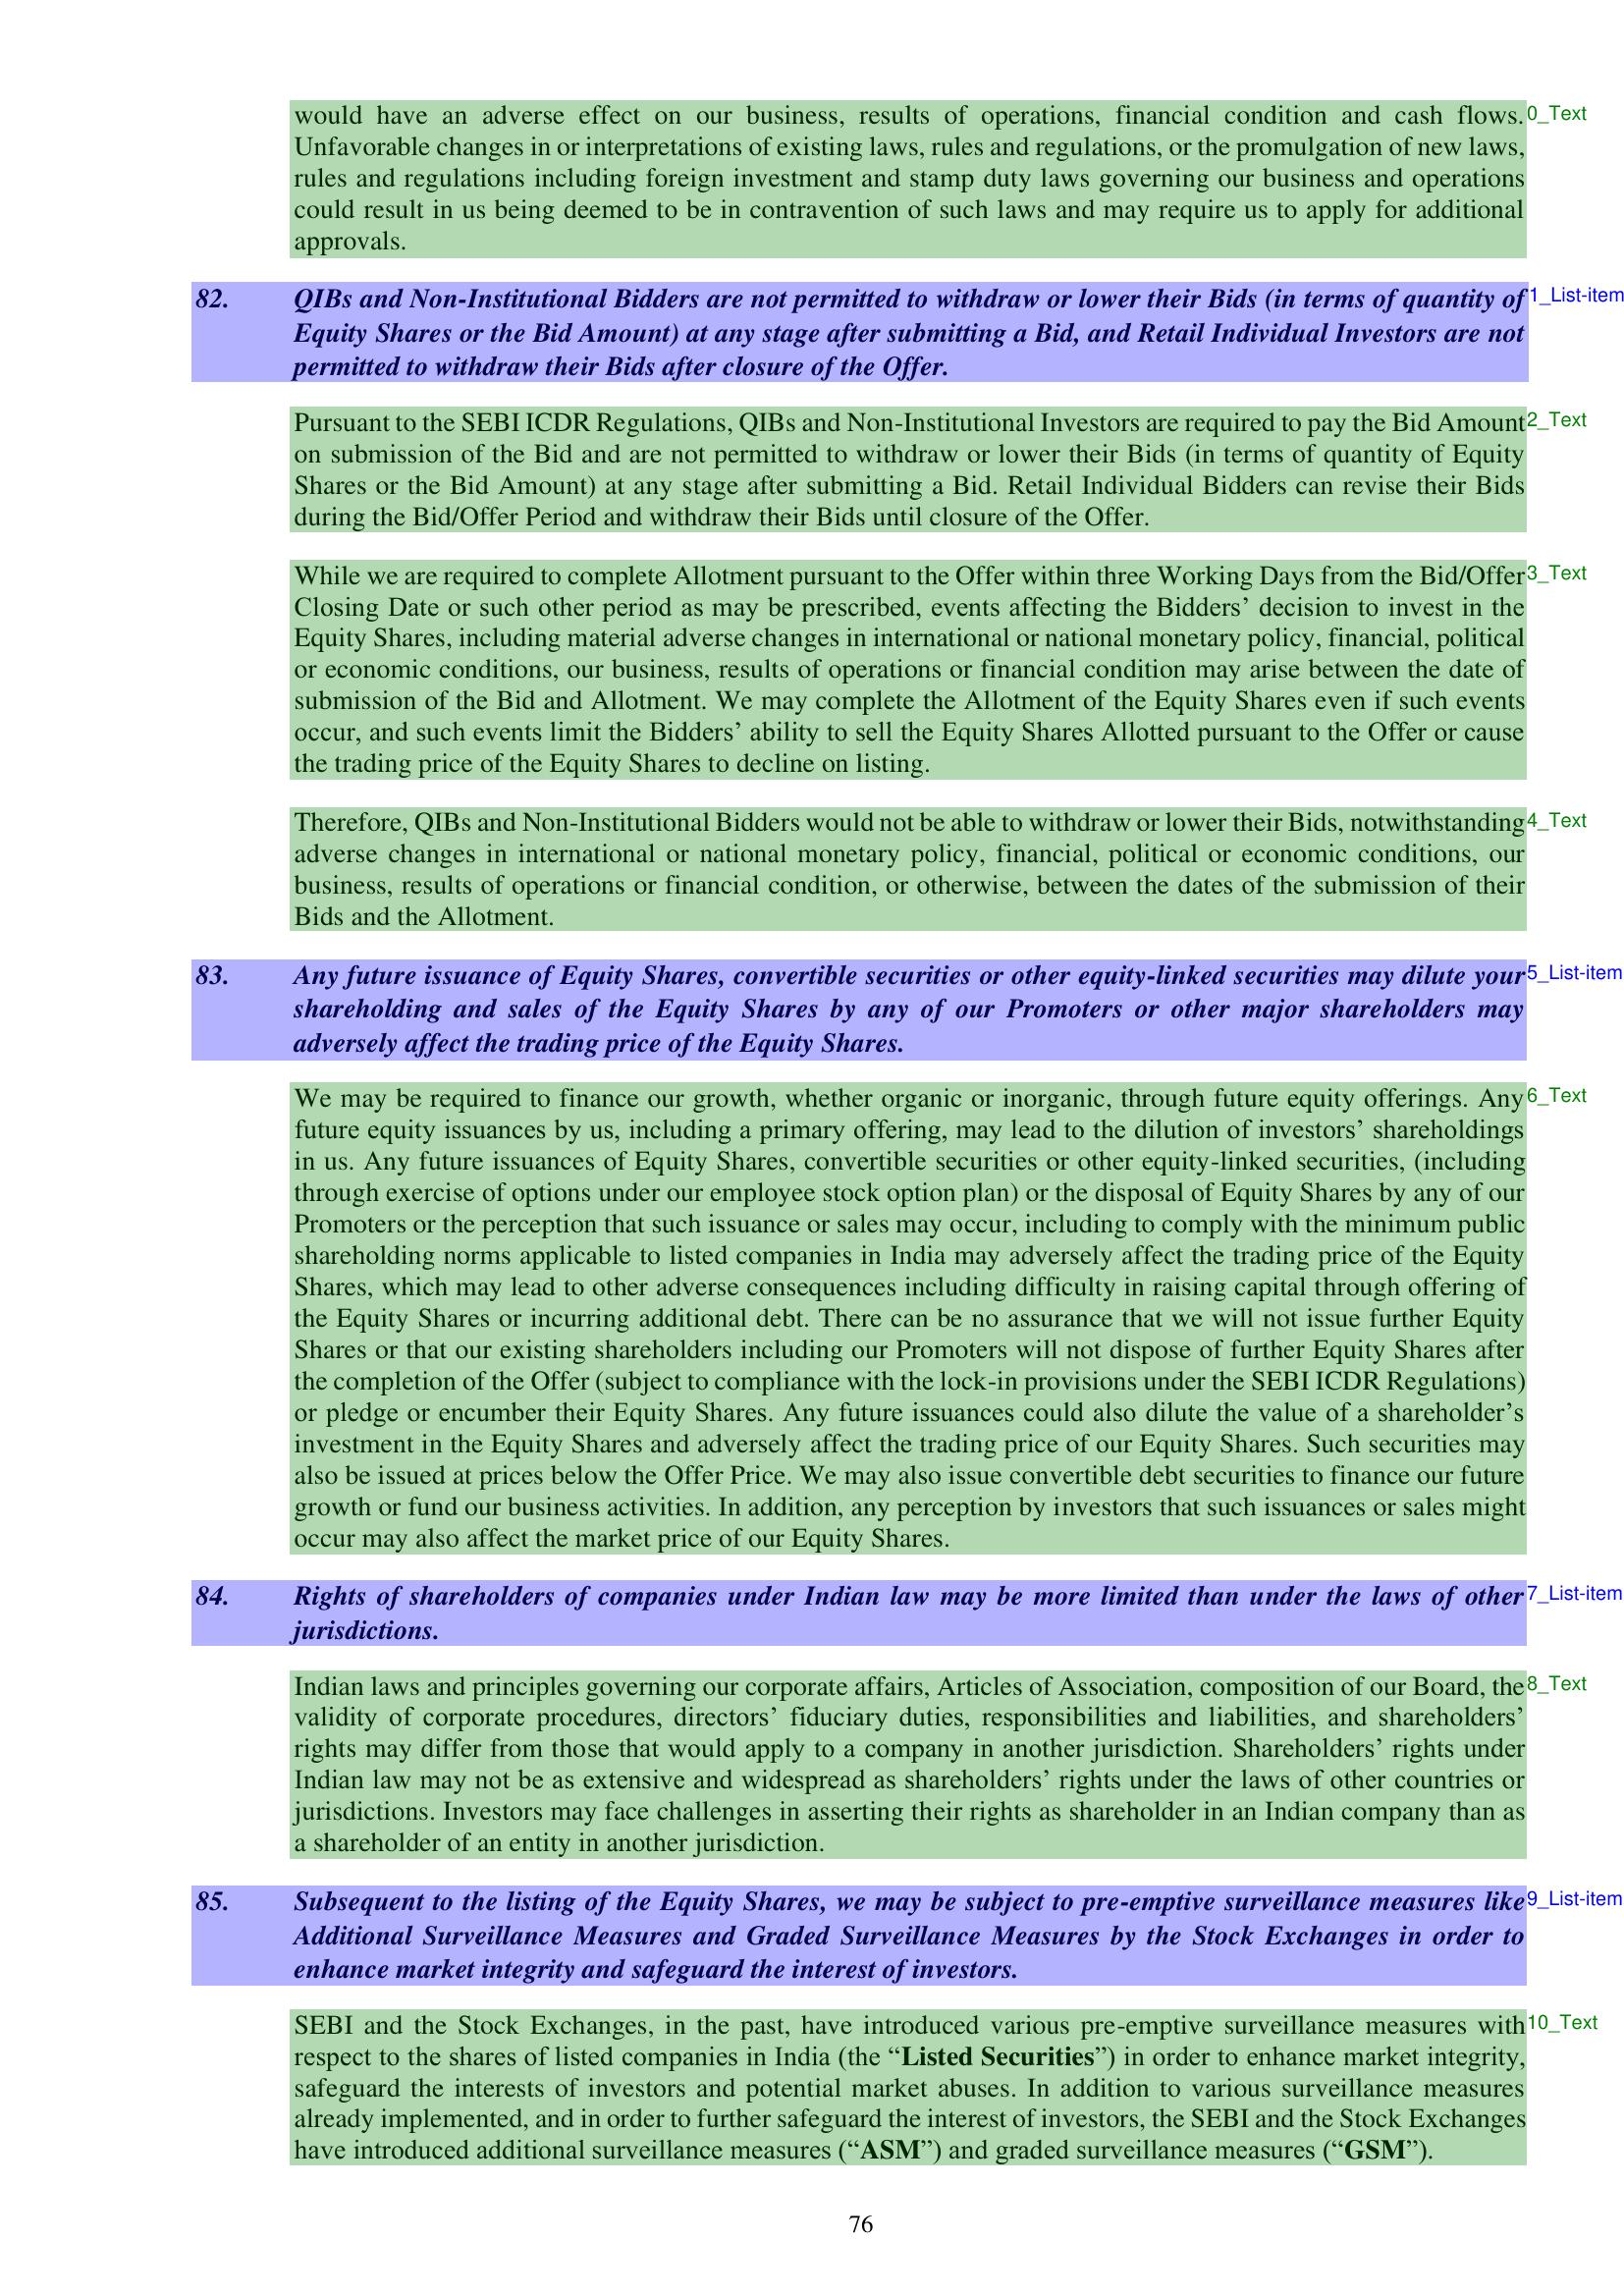 would have an adverse effect on our business, results of operations, financial condition and cash flows. 0_Text
Unfavorable changes in or interpretations of existing laws, rules and regulations, or the promulgation of new laws,
rules and regulations including foreign investment and stamp duty laws governing our business and operations
could result in us being deemed to be in contravention of such laws and may require us to apply for additional
approvals.
82. QIBs and Non-Institutional Bidders are not permitted to withdraw or lower their Bids (in terms of quantity of 1_List-item
Equity Shares or the Bid Amount) at any stage after submitting a Bid, and Retail Individual Investors are not
permitted to withdraw their Bids after closure of the Offer.
Pursuant to the SEBI ICDR Regulations, QIBs and Non-Institutional Investors are required to pay the Bid Amount 2_Text
on submission of the Bid and are not permitted to withdraw or lower their Bids (in terms of quantity of Equity
Shares or the Bid Amount) at any stage after submitting a Bid. Retail Individual Bidders can revise their Bids
during the Bid/Offer Period and withdraw their Bids until closure of the Offer.
While we are required to complete Allotment pursuant to the Offer within three Working Days from the Bid/Offer 3_Text
Closing Date or such other period as may be prescribed, events affecting the Bidders’ decision to invest in the
Equity Shares, including material adverse changes in international or national monetary policy, financial, political
or economic conditions, our business, results of operations or financial condition may arise between the date of
submission of the Bid and Allotment. We may complete the Allotment of the Equity Shares even if such events
occur, and such events limit the Bidders’ ability to sell the Equity Shares Allotted pursuant to the Offer or cause
the trading price of the Equity Shares to decline on listing.
Therefore, QIBs and Non-Institutional Bidders would not be able to withdraw or lower their Bids, notwithstanding 4_Text
adverse changes in international or national monetary policy, financial, political or economic conditions, our
business, results of operations or financial condition, or otherwise, between the dates of the submission of their
Bids and the Allotment.
83. Any future issuance of Equity Shares, convertible securities or other equity-linked securities may dilute your 5_List-item
shareholding and sales of the Equity Shares by any of our Promoters or other major shareholders may
adversely affect the trading price of the Equity Shares.
We may be required to finance our growth, whether organic or inorganic, through future equity offerings. Any 6_Text
future equity issuances by us, including a primary offering, may lead to the dilution of investors’ shareholdings
in us. Any future issuances of Equity Shares, convertible securities or other equity-linked securities, (including
through exercise of options under our employee stock option plan) or the disposal of Equity Shares by any of our
Promoters or the perception that such issuance or sales may occur, including to comply with the minimum public
shareholding norms applicable to listed companies in India may adversely affect the trading price of the Equity
Shares, which may lead to other adverse consequences including difficulty in raising capital through offering of
the Equity Shares or incurring additional debt. There can be no assurance that we will not issue further Equity
Shares or that our existing shareholders including our Promoters will not dispose of further Equity Shares after
the completion of the Offer (subject to compliance with the lock-in provisions under the SEBI ICDR Regulations)
or pledge or encumber their Equity Shares. Any future issuances could also dilute the value of a shareholder’s
investment in the Equity Shares and adversely affect the trading price of our Equity Shares. Such securities may
also be issued at prices below the Offer Price. We may also issue convertible debt securities to finance our future
growth or fund our business activities. In addition, any perception by investors that such issuances or sales might
occur may also affect the market price of our Equity Shares.
84. Rights of shareholders of companies under Indian law may be more limited than under the laws of other 7_List-item
jurisdictions.
Indian laws and principles governing our corporate affairs, Articles of Association, composition of our Board, the 8_Text
validity of corporate procedures, directors’ fiduciary duties, responsibilities and liabilities, and shareholders’
rights may differ from those that would apply to a company in another jurisdiction. Shareholders’ rights under
Indian law may not be as extensive and widespread as shareholders’ rights under the laws of other countries or
jurisdictions. Investors may face challenges in asserting their rights as shareholder in an Indian company than as
a shareholder of an entity in another jurisdiction.
85. Subsequent to the listing of the Equity Shares, we may be subject to pre-emptive surveillance measures like 9_List-item
Additional Surveillance Measures and Graded Surveillance Measures by the Stock Exchanges in order to
enhance market integrity and safeguard the interest of investors.
SEBI and the Stock Exchanges, in the past, have introduced various pre-emptive surveillance measures with 10_Text
respect to the shares of listed companies in India (the “Listed Securities”) in order to enhance market integrity,
safeguard the interests of investors and potential market abuses. In addition to various surveillance measures
already implemented, and in order to further safeguard the interest of investors, the SEBI and the Stock Exchanges
have introduced additional surveillance measures (“ASM”) and graded surveillance measures (“GSM”).
76